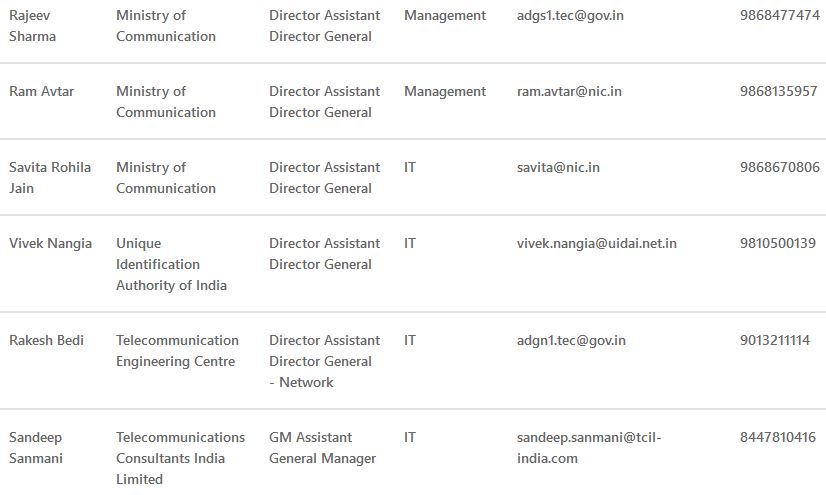 Rajeev Ministry of Director Assistant Management adgs1.tec@gov.in 9868477474
Sharma Communication Director General
Ram Avtar Ministry of Director Assistant Management ram.avtar@nic.in 9868135957
Communication Director General
Savita Rohila Ministry of Director Assistant IT savita@nic.in 9868670806
Jain Communication Director General
Vivek Nangia Unique Director Assistant IT vivek.nangia@uidai.net.in 9810500139
Identification Director General
Authority of India
Rakesh Bedi Telecommunication Director Assistant IT adgn1.tec@gov.in 9013211114
Engineering Centre Director General
- Network
Sandeep Telecommunications GM Assistant IT sandeep.sanmani@tcil- 8447810416
Sanmani Consultants India General Manager india.com
Limited